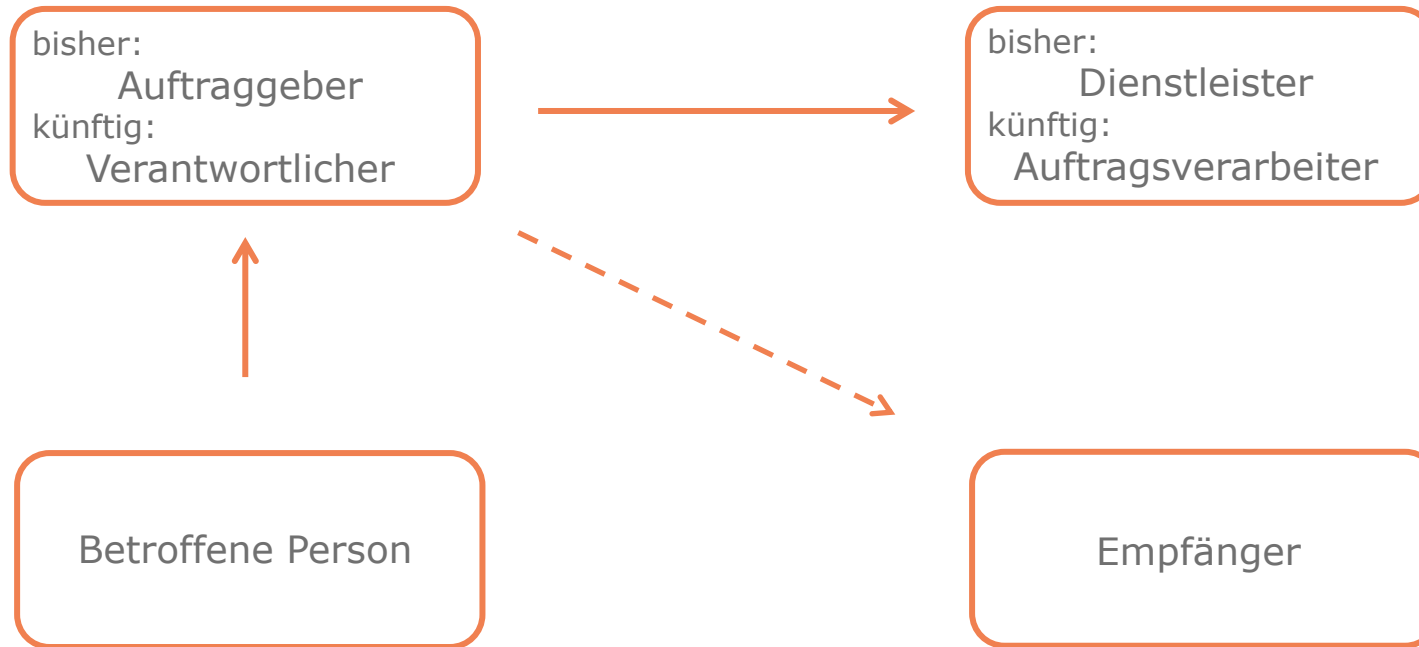 bisher:
Auftraggeber
künftig:
Verantwortlicher
bisher:
Dienstleister
künftig:
Auftragsverarbeiter
Betroffene Person
Empfänger